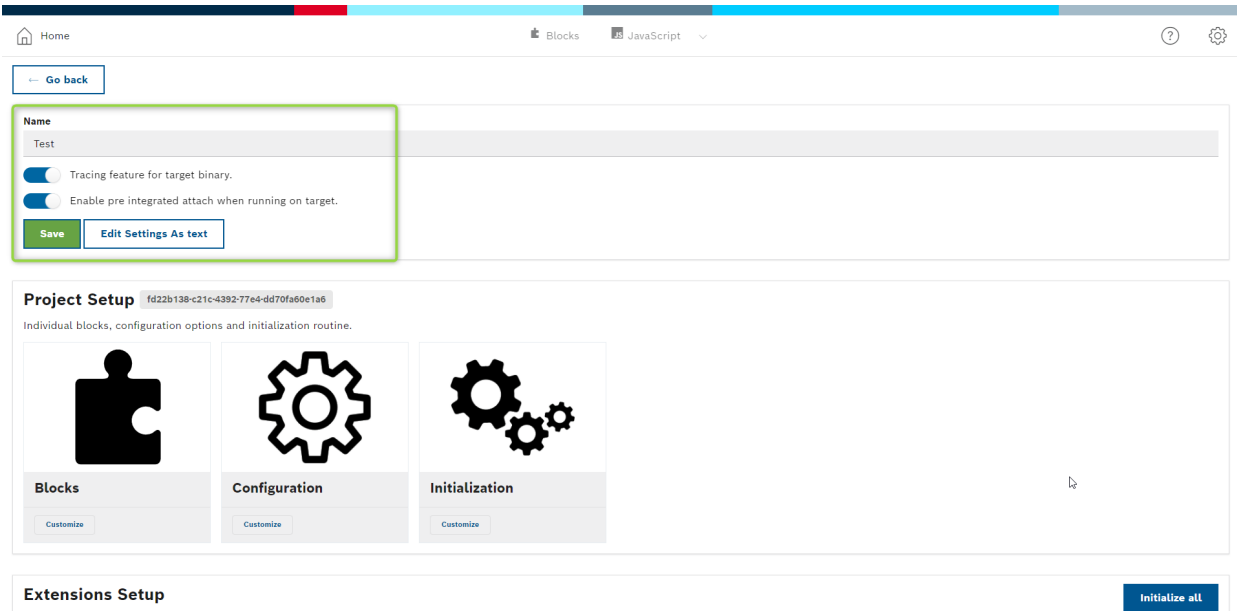 Home
Blocks
JS JavaScript
?
← Go back
Name
Test
Tracing feature for target binary.
Enable pre integrated attach when running on target.
Save
Edit Settings As text
Project Setup fd22b138-c21c-4392-77e4-dd70fa60e1a6
Individual blocks, configuration options and initialization routine.
Blocks
Configuration
Initialization
Customize
Customize
Customize
Extensions Setup
Initialize all